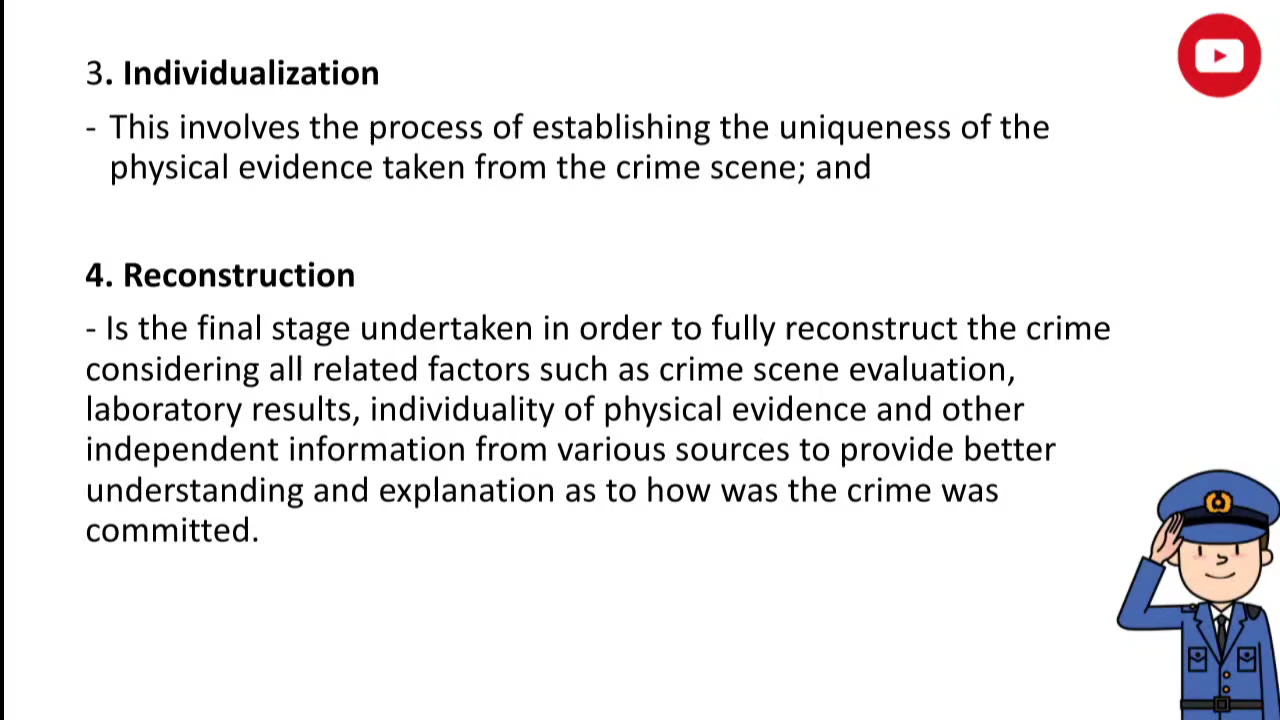 3. Individualization
- This involves the process of establishing the uniqueness of the
physical evidence taken from the crime scene; and
4. Reconstruction
- Is the final stage undertaken in order to fully reconstruct the crime
considering all related factors such as crime scene evaluation,
laboratory results, individuality of physical evidence and other
independent information from various sources to provide better
understanding and explanation as to how was the crime was
committed.